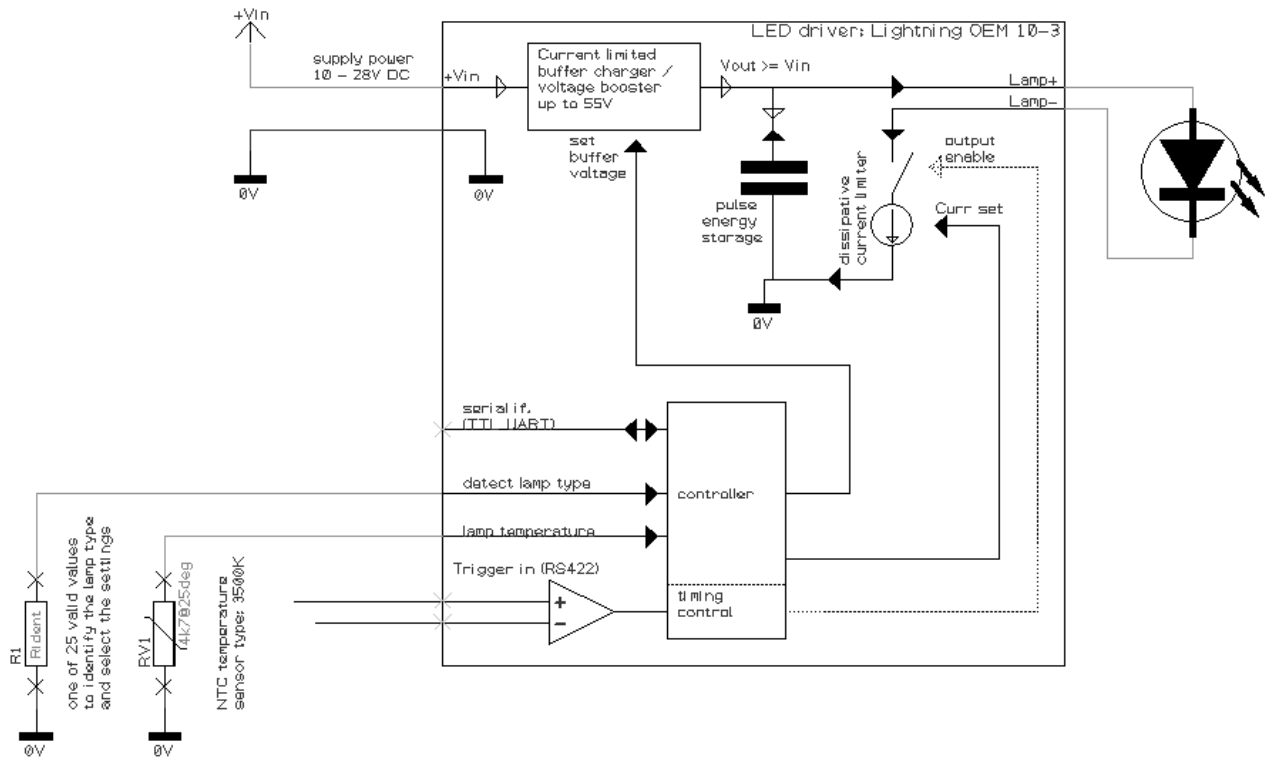 +Vin
LED driver: Lightning OEM 10-3
supply power
10 - 28V DC
+Vin
Current limited
buffer charger /
voltage booster
up to 55V
Vout >= Vin
Lamp+
Lamp-
set
buffer
voltage
output
enable
0V
0V
pulse
energy
storage
dissipative
current limiter
Curr set
0V
serial if.
(TTL UART)
detect lamp type
controller
lamp temperature
Trigger in (RS422)
+
-
timing
control
R1
Rident
one of 25 valid values
to identify the lamp type
and select the settings
RV1
4k7@25deg
NTC temperature
sensor type: 3500K
0V
0V